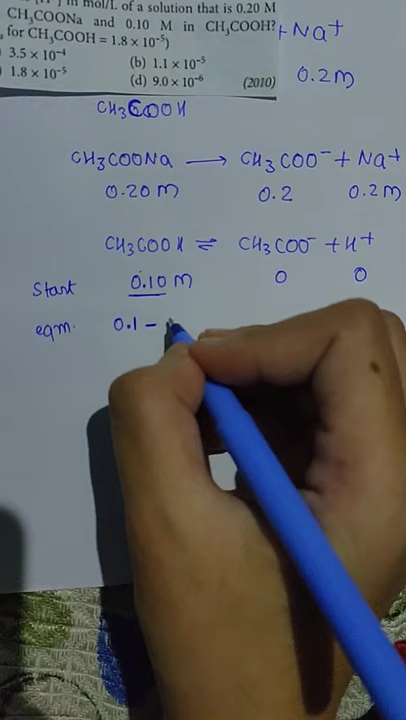 in mol/L of a solution that is 0.20 M
CH₃COONa and 0.10 M in CH₃COOH?
for CH₃COOH = 1.8 × 10⁻⁵)
3.5 × 10⁻⁴ (b) 1.1 × 10⁻⁵
1.8 × 10⁻⁵ (d) 9.0 × 10⁻⁶ (2010)
+ Na⁺
0.2M
CH₃COOH
CH₃COONa ⟶ CH₃COO⁻ + Na⁺
0.20 M 0.2 0.2M
CH₃COOH ⇌ CH₃COO⁻ + H⁺
Start 0.10 M 0 0
eqm. 0.1 –